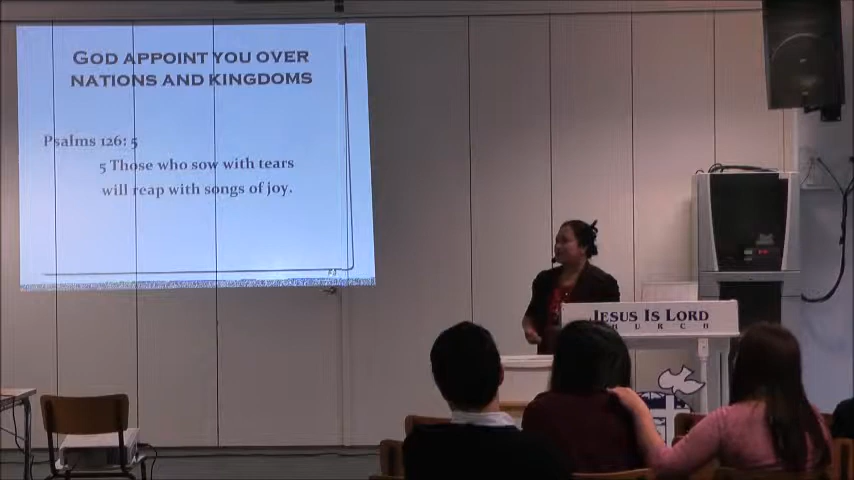 GOD APPOINT YOU OVER
NATIONS AND KINGDOMS
Psalms 126: 5
5 Those who sow with tears
will reap with songs of joy.
JESUS IS LORD
CHURCH